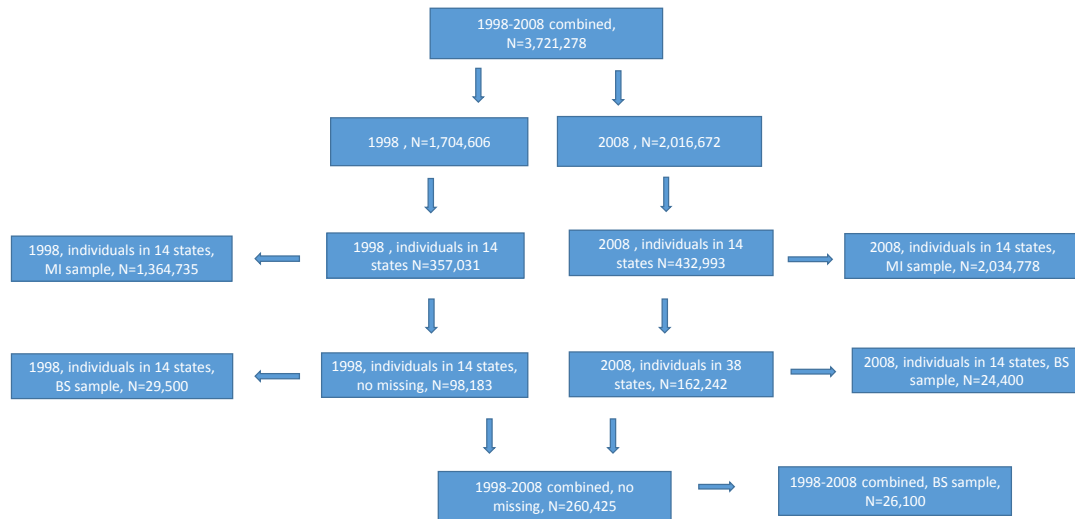 1998-2008 combined,
N=3,721,278
1998 , N=1,704,606
2008 , N=2,016,672
1998, individuals in 14 states,
MI sample, N=1,364,735
1998 , individuals in 14
states N=357,031
2008 , individuals in 14
states N=432,993
2008, individuals in 14 states,
MI sample, N=2,034,778
1998, individuals in 14 states,
BS sample, N=29,500
1998, individuals in 14 states,
no missing, N=98,183
2008, individuals in 38
states, N=162,242
2008, individuals in 14 states, BS
sample, N=24,400
1998-2008 combined, no
missing, N=260,425
1998-2008 combined, BS sample,
N=26,100